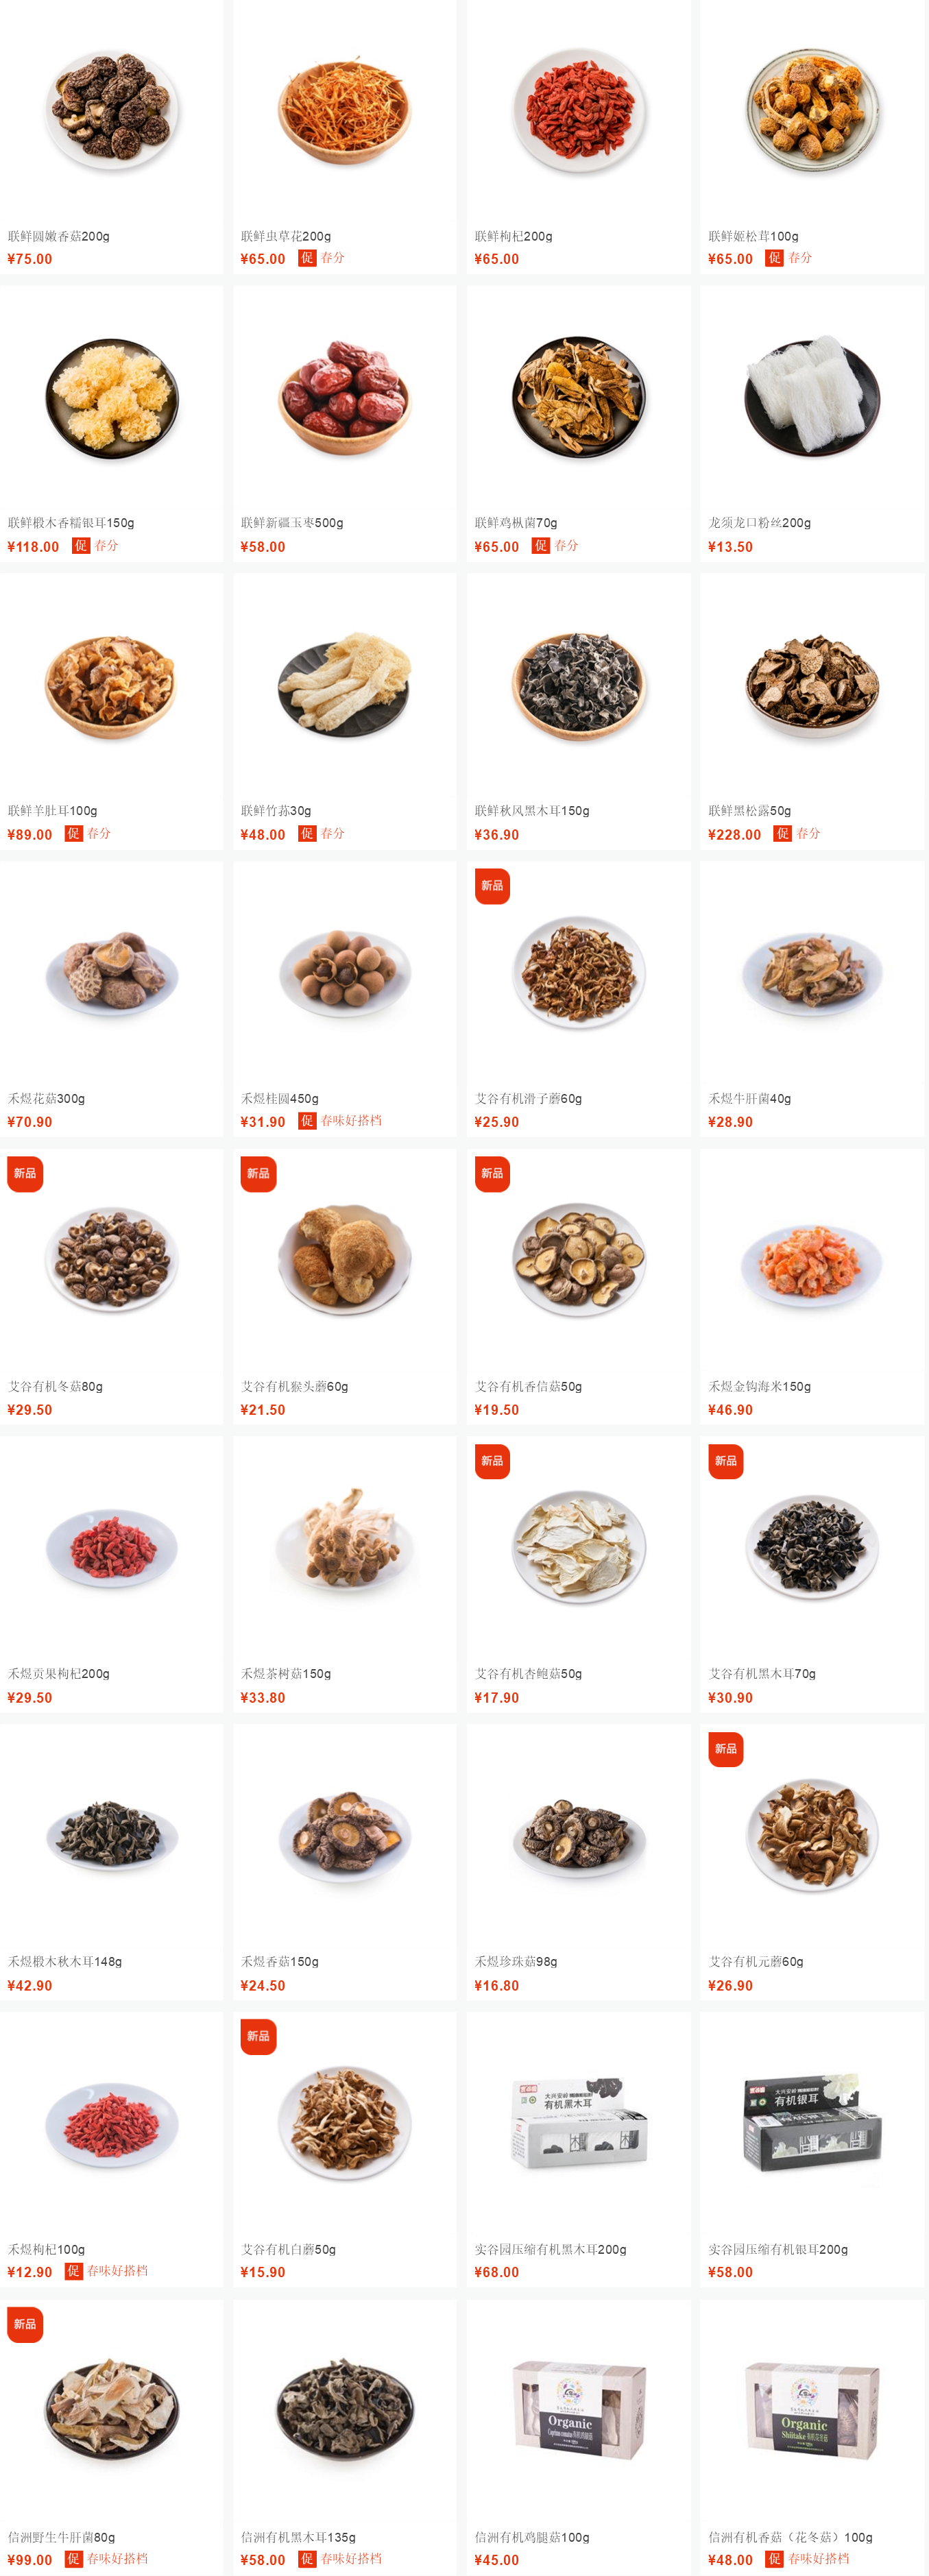 联鲜圆嫩香菇200g
¥75.00
联鲜虫草花200g
¥65.00 促 春分
联鲜枸杞200g
¥65.00
联鲜姬松茸100g
¥65.00 促 春分
联鲜椴木香糯银耳150g
¥118.00 促 春分
联鲜新疆玉枣500g
¥58.00
联鲜鸡枞菌70g
¥65.00 促 春分
龙须龙口粉丝200g
¥13.50
联鲜羊肚耳100g
¥89.00 促 春分
联鲜竹荪30g
¥48.00 促 春分
联鲜秋风黑木耳150g
¥36.90
联鲜黑松露50g
¥228.00 促 春分
禾煜花菇300g
¥70.90
禾煜桂圆450g
¥31.90 促 春味好搭档
新品
艾谷有机滑子蘑60g
¥25.90
禾煜牛肝菌40g
¥28.90
新品
艾谷有机冬菇80g
¥29.50
新品
艾谷有机猴头蘑60g
¥21.50
新品
艾谷有机香信菇50g
¥19.50
禾煜金钩海米150g
¥46.90
禾煜贡果枸杞200g
¥29.50
禾煜茶树菇150g
¥33.80
新品
艾谷有机杏鲍菇50g
¥17.90
新品
艾谷有机黑木耳70g
¥30.90
禾煜椴木秋木耳148g
¥42.90
禾煜香菇150g
¥24.50
禾煜珍珠菇98g
¥16.80
新品
艾谷有机元蘑60g
¥26.90
禾煜枸杞100g
¥12.90 促 春味好搭档
新品
艾谷有机白蘑50g
¥15.90
大兴安岭
有机黑木耳
实谷园压缩有机黑木耳200g
¥68.00
大兴安岭
有机银耳
实谷园压缩有机银耳200g
¥58.00
新品
信洲野生牛肝菌80g
¥99.00 促 春味好搭档
信洲有机黑木耳135g
¥58.00 促 春味好搭档
Organic
信洲有机鸡腿菇100g
¥45.00
Organic
Shiitake
信洲有机香菇（花冬菇）100g
¥48.00 促 春味好搭档